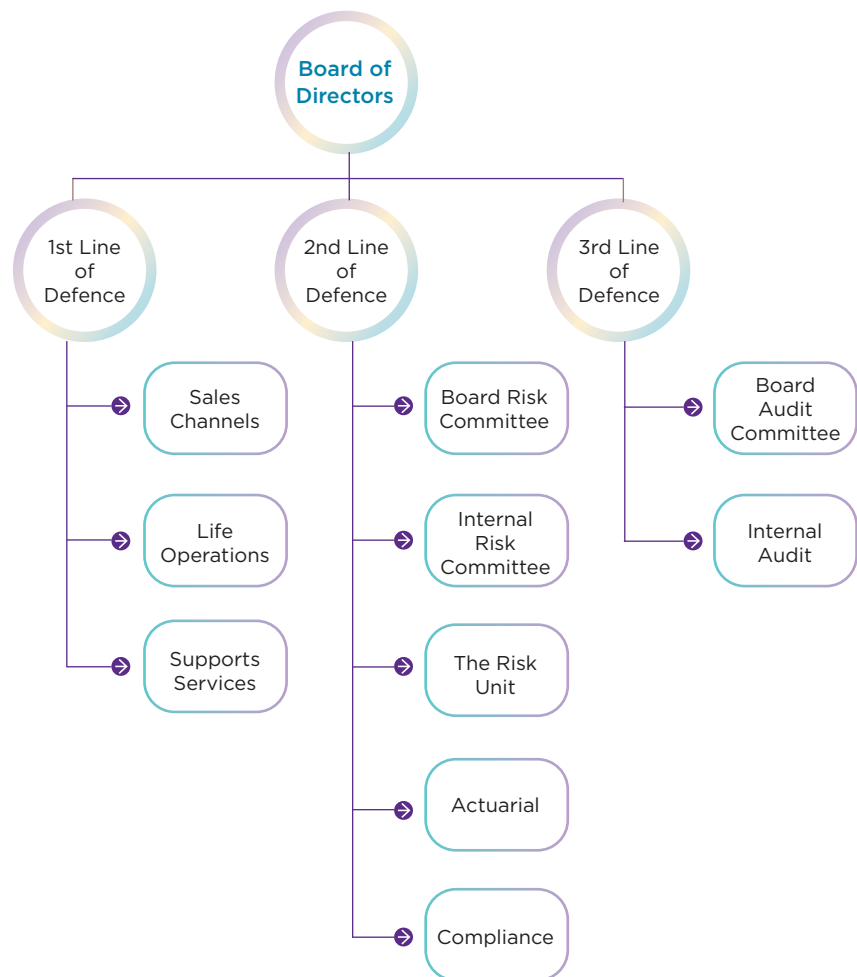 Board of
Directors
1st Line
of
Defence
2nd Line
of
Defence
3rd Line
of
Defence
Sales
Channels
Life
Operations
Supports
Services
Board Risk
Committee
Internal
Risk
Committee
The Risk
Unit
Actuarial
Compliance
Board
Audit
Committee
Internal
Audit